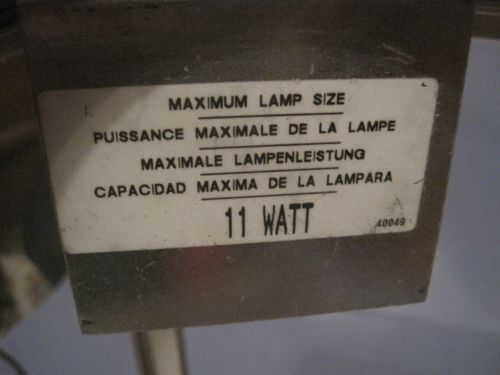 MAXIMUM LAMP SIZE
PUISSANCE MAXIMALE DE LA LAMPE
MAXIMALE LAMPENLEISTUNG
CAPACIDAD MAXIMA DE LA LAMPARA
11 WATT
40049